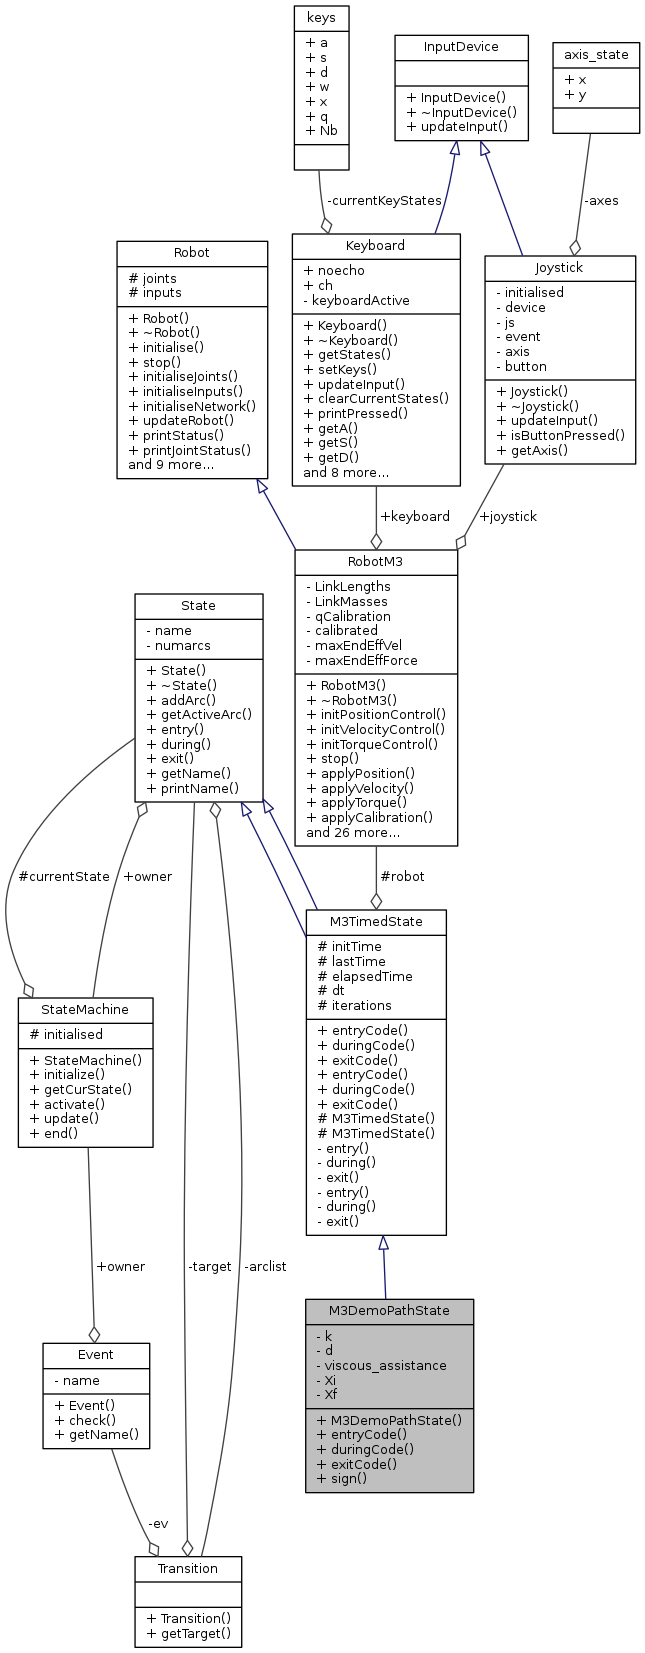 keys
+ a
+ s
+ d
+ w
+ x
+ q
+ Nb
InputDevice
+ InputDevice()
+ ~InputDevice()
+ updateInput()
axis_state
+ x
+ y
-currentKeyStates
-axes
Robot
# joints
# inputs
+ Robot()
+ ~Robot()
+ initialise()
+ stop()
+ initialiseJoints()
+ initialiseInputs()
+ initialiseNetwork()
+ updateRobot()
+ printStatus()
+ printJointStatus()
and 9 more...
Keyboard
+ noecho
+ ch
- keyboardActive
+ Keyboard()
+ ~Keyboard()
+ getStates()
+ setKeys()
+ updateInput()
+ clearCurrentStates()
+ printPressed()
+ getA()
+ getS()
+ getD()
and 8 more...
Joystick
- initialised
- device
- js
- event
- axis
- button
+ Joystick()
+ ~Joystick()
+ updateInput()
+ isButtonPressed()
+ getAxis()
+keyboard
+joystick
RobotM3
- LinkLengths
- LinkMasses
- qCalibration
- calibrated
- maxEndEffVel
- maxEndEffForce
+ RobotM3()
+ ~RobotM3()
+ initPositionControl()
+ initVelocityControl()
+ initTorqueControl()
+ stop()
+ applyPosition()
+ applyVelocity()
+ applyTorque()
+ applyCalibration()
and 26 more...
State
- name
- numarcs
+ State()
+ ~State()
+ addArc()
+ getActiveArc()
+ entry()
+ during()
+ exit()
+ getName()
+ printName()
#currentState
+owner
#robot
M3TimedState
# initTime
# lastTime
# elapsedTime
# dt
# iterations
+ entryCode()
+ duringCode()
+ exitCode()
+ entryCode()
+ duringCode()
+ exitCode()
# M3TimedState()
# M3TimedState()
- entry()
- during()
- exit()
- entry()
- during()
- exit()
StateMachine
# initialised
+ StateMachine()
+ initialize()
+ getCurState()
+ activate()
+ update()
+ end()
+owner
-target
-arclist
M3DemoPathState
- k
- d
- viscous_assistance
- Xi
- Xf
+ M3DemoPathState()
+ entryCode()
+ duringCode()
+ exitCode()
+ sign()
Event
- name
+ Event()
+ check()
+ getName()
-ev
Transition
+ Transition()
+ getTarget()